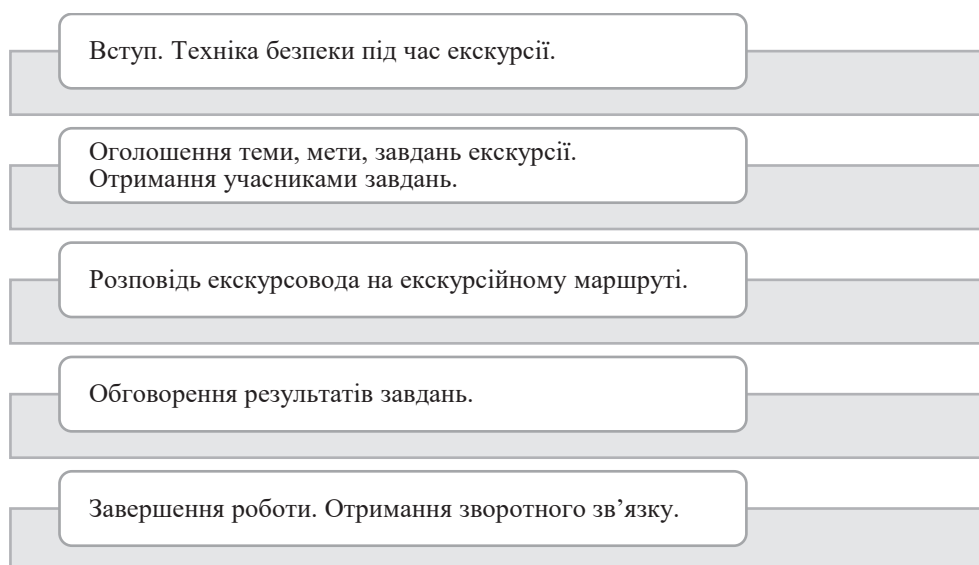 Вступ. Техніка безпеки під час екскурсії.
Оголошення теми, мети, завдань екскурсії.
Отримання учасниками завдань.
Розповідь екскурсовода на екскурсійному маршруті.
Обговорення результатів завдань.
Завершення роботи. Отримання зворотного зв’язку.